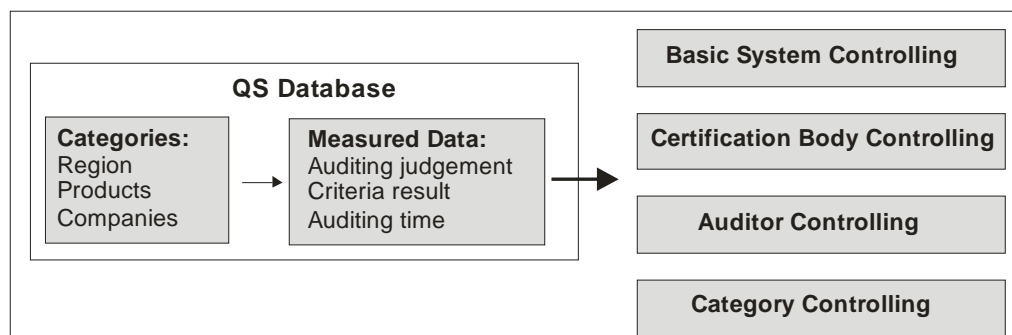 QS Database
Categories:
Region
Products
Companies
Measured Data:
Auditing judgement
Criteria result
Auditing time
Basic System Controlling
Certification Body Controlling
Auditor Controlling
Category Controlling